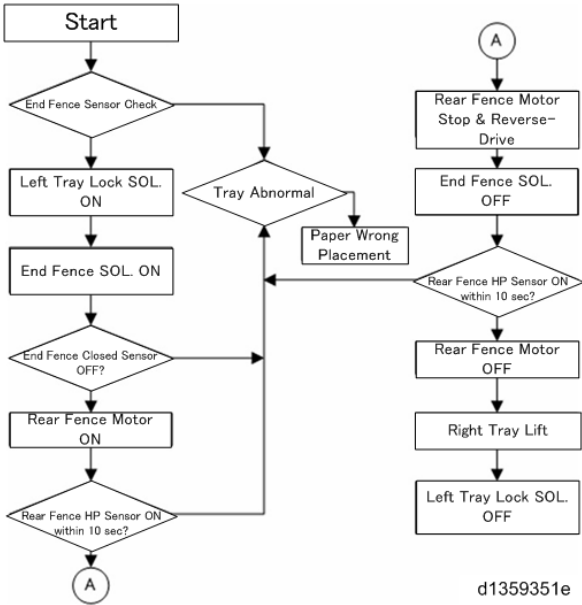 Start
End Fence Sensor Check
Left Tray Lock SOL.
ON
End Fence SOL. ON
End Fence Closed Sensor
OFF?
Rear Fence Motor
ON
Rear Fence HP Sensor ON
within 10 sec?
A
Tray Abnormal
Paper Wrong
Placement
A
Rear Fence Motor
Stop & Reverse-
Drive
End Fence SOL.
OFF
Rear Fence HP Sensor ON
within 10 sec?
Rear Fence Motor
OFF
Right Tray Lift
Left Tray Lock SOL.
OFF
d1359351e